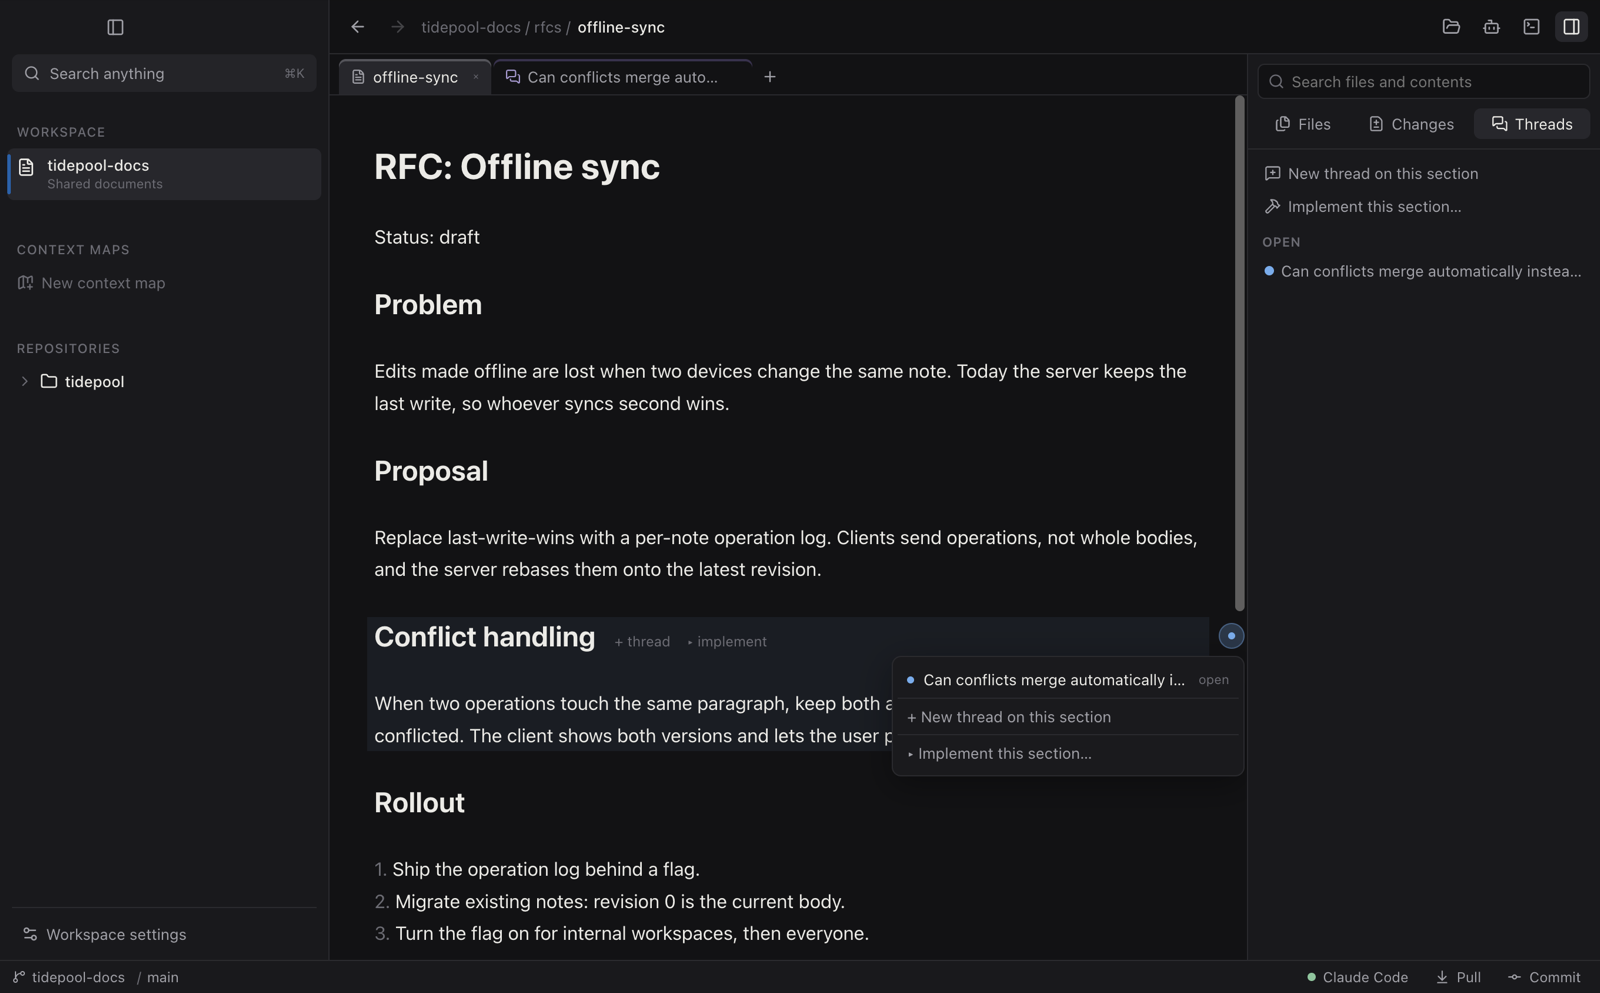 Search anything ⌘K
WORKSPACE
tidepool-docs
Shared documents
CONTEXT MAPS
New context map
REPOSITORIES
tidepool
Workspace settings
tidepool-docs / rfcs / offline-sync
offline-sync
Can conflicts merge auto...
RFC: Offline sync
Status: draft
Problem
Edits made offline are lost when two devices change the same note. Today the server keeps the
last write, so whoever syncs second wins.
Proposal
Replace last-write-wins with a per-note operation log. Clients send operations, not whole bodies,
and the server rebases them onto the latest revision.
Conflict handling + thread ▸ implement
When two operations touch the same paragraph, keep both a
conflicted. The client shows both versions and lets the user p
Can conflicts merge automatically i... open
+ New thread on this section
▸ Implement this section...
Rollout
1. Ship the operation log behind a flag.
2. Migrate existing notes: revision 0 is the current body.
3. Turn the flag on for internal workspaces, then everyone.
Search files and contents
Files Changes Threads
New thread on this section
Implement this section...
OPEN
Can conflicts merge automatically instea...
tidepool-docs / main
Claude Code Pull Commit